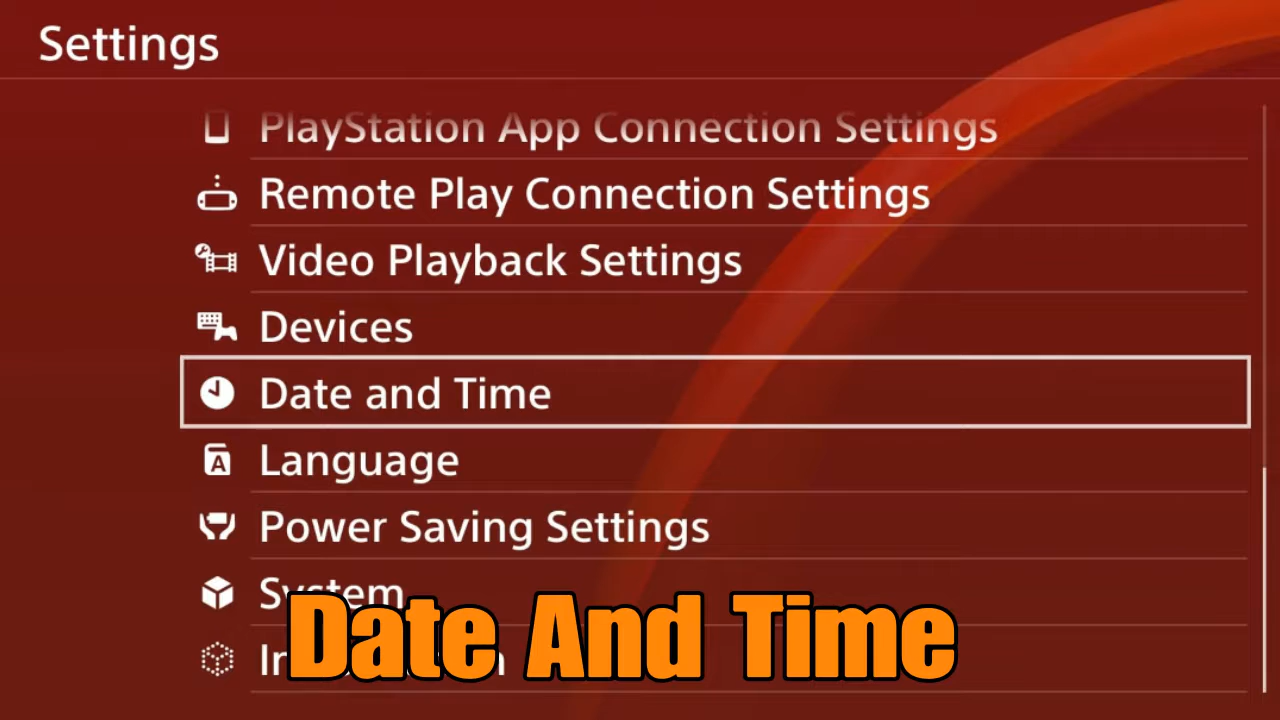 Settings
PlayStation App Connection Settings
Remote Play Connection Settings
Video Playback Settings
Devices
Date and Time
Language
Power Saving Settings
System
Date And Time